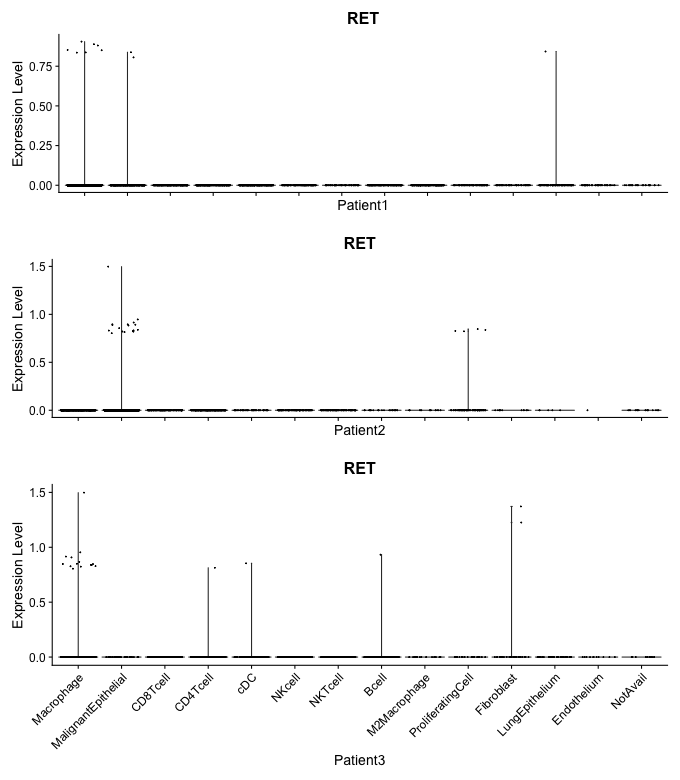 RET
Expression Level
0.75
0.50
0.25
0.00
Patient1
RET
Expression Level
1.5
1.0
0.5
0.0
Patient2
RET
Expression Level
1.5
1.0
0.5
0.0
Macrophage
MalignantEpithelial
CD8Tcell
CD4Tcell
cDC
NKcell
NKTcell
Bcell
M2Macrophage
ProliferatingCell
Fibroblast
LungEpithelium
Endothelium
NotAvail
Patient3